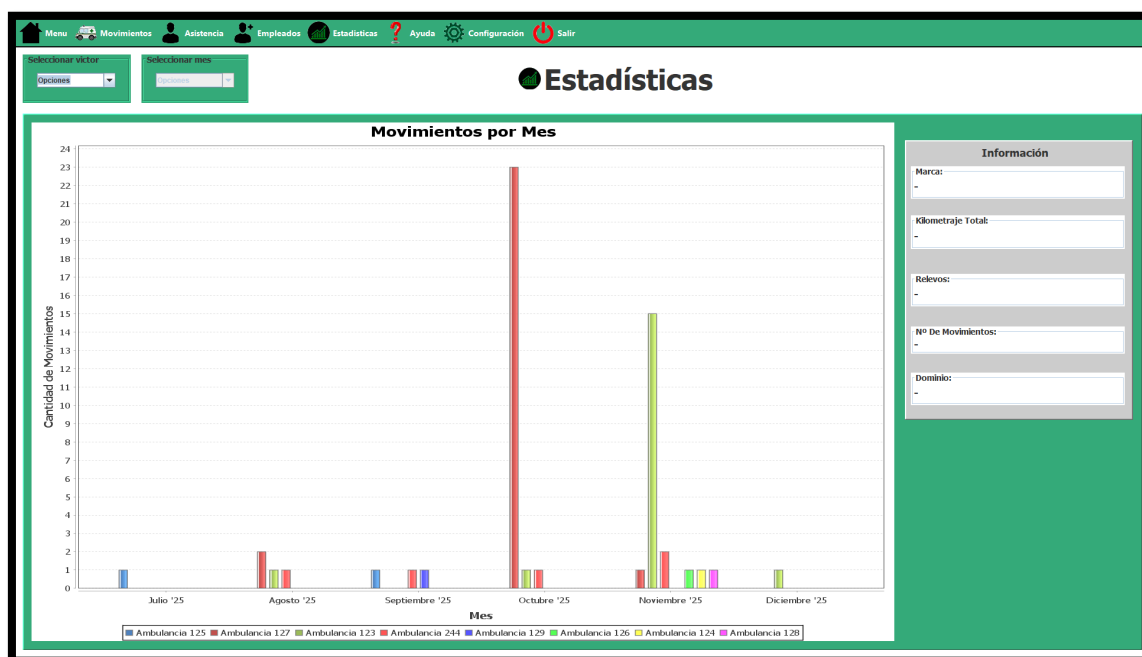 Menu Movimientos Asistencia Empleados Estadísticas Ayuda Configuración Salir
Seleccionar víctor Seleccionar mes
Opciones Opciones
Estadísticas
Movimientos por Mes
Información
Marca:
-
Kilometraje Total:
-
Relevos:
-
Nº De Movimientos:
-
Dominio:
-
Cantidad de Movimientos
24
23
22
21
20
19
18
17
16
15
14
13
12
11
10
9
8
7
6
5
4
3
2
1
0
Julio '25 Agosto '25 Septiembre '25 Octubre '25 Noviembre '25 Diciembre '25
Mes
Ambulancia 125 Ambulancia 127 Ambulancia 123 Ambulancia 244 Ambulancia 129 Ambulancia 126 Ambulancia 124 Ambulancia 128